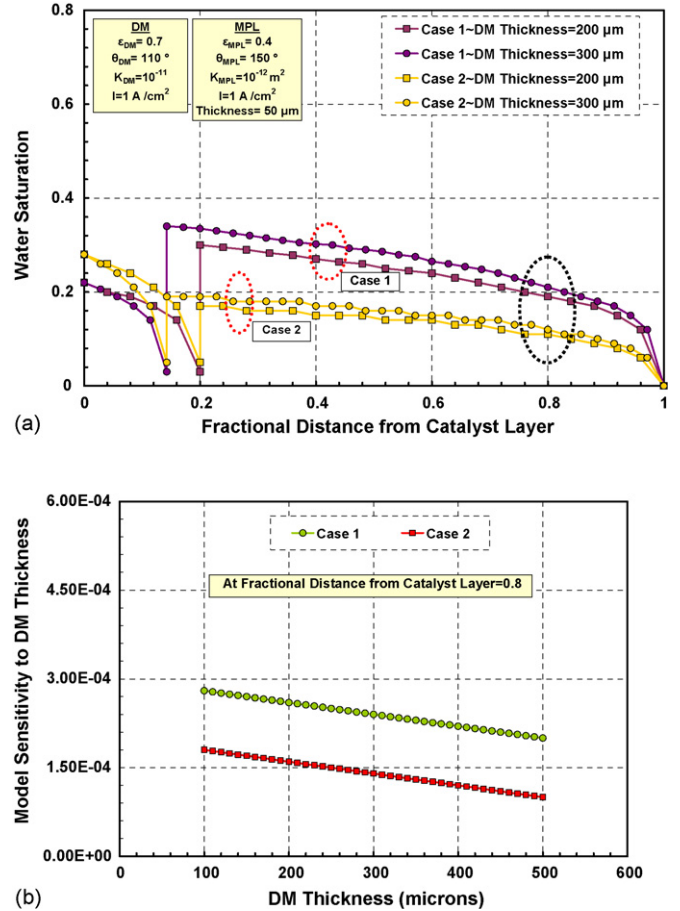 DM
ε_DM= 0.7
θ_DM= 110 °
K_DM=10⁻¹¹
I=1 A /cm²
MPL
ε_MPL= 0.4
θ_MPL= 150 °
K_MPL=10⁻¹² m²
I=1 A /cm²
Thickness= 50 µm
Case 1~DM Thickness=200 µm
Case 1~DM Thickness=300 µm
Case 2~DM Thickness=200 µm
Case 2~DM Thickness=300 µm
0.8
0.6
0.4
0.2
0
Water Saturation
Case 1
Case 2
0 0.2 0.4 0.6 0.8 1
Fractional Distance from Catalyst Layer
(a)
6.00E-04
4.50E-04
3.00E-04
1.50E-04
0.00E+00
Model Sensitivity to DM Thickness
Case 1 Case 2
At Fractional Distance from Catalyst Layer=0.8
0 100 200 300 400 500 600
DM Thickness (microns)
(b)